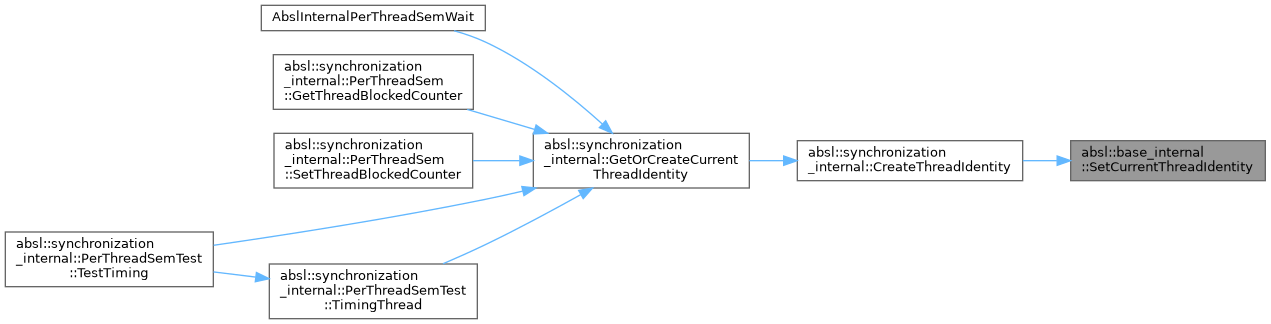 AbslInternalPerThreadSemWait
absl::synchronization
_internal::PerThreadSem
::GetThreadBlockedCounter
absl::synchronization
_internal::PerThreadSem
::SetThreadBlockedCounter
absl::synchronization
_internal::PerThreadSemTest
::TestTiming
absl::synchronization
_internal::PerThreadSemTest
::TimingThread
absl::synchronization
_internal::GetOrCreateCurrent
ThreadIdentity
absl::synchronization
_internal::CreateThreadIdentity
absl::base_internal
::SetCurrentThreadIdentity